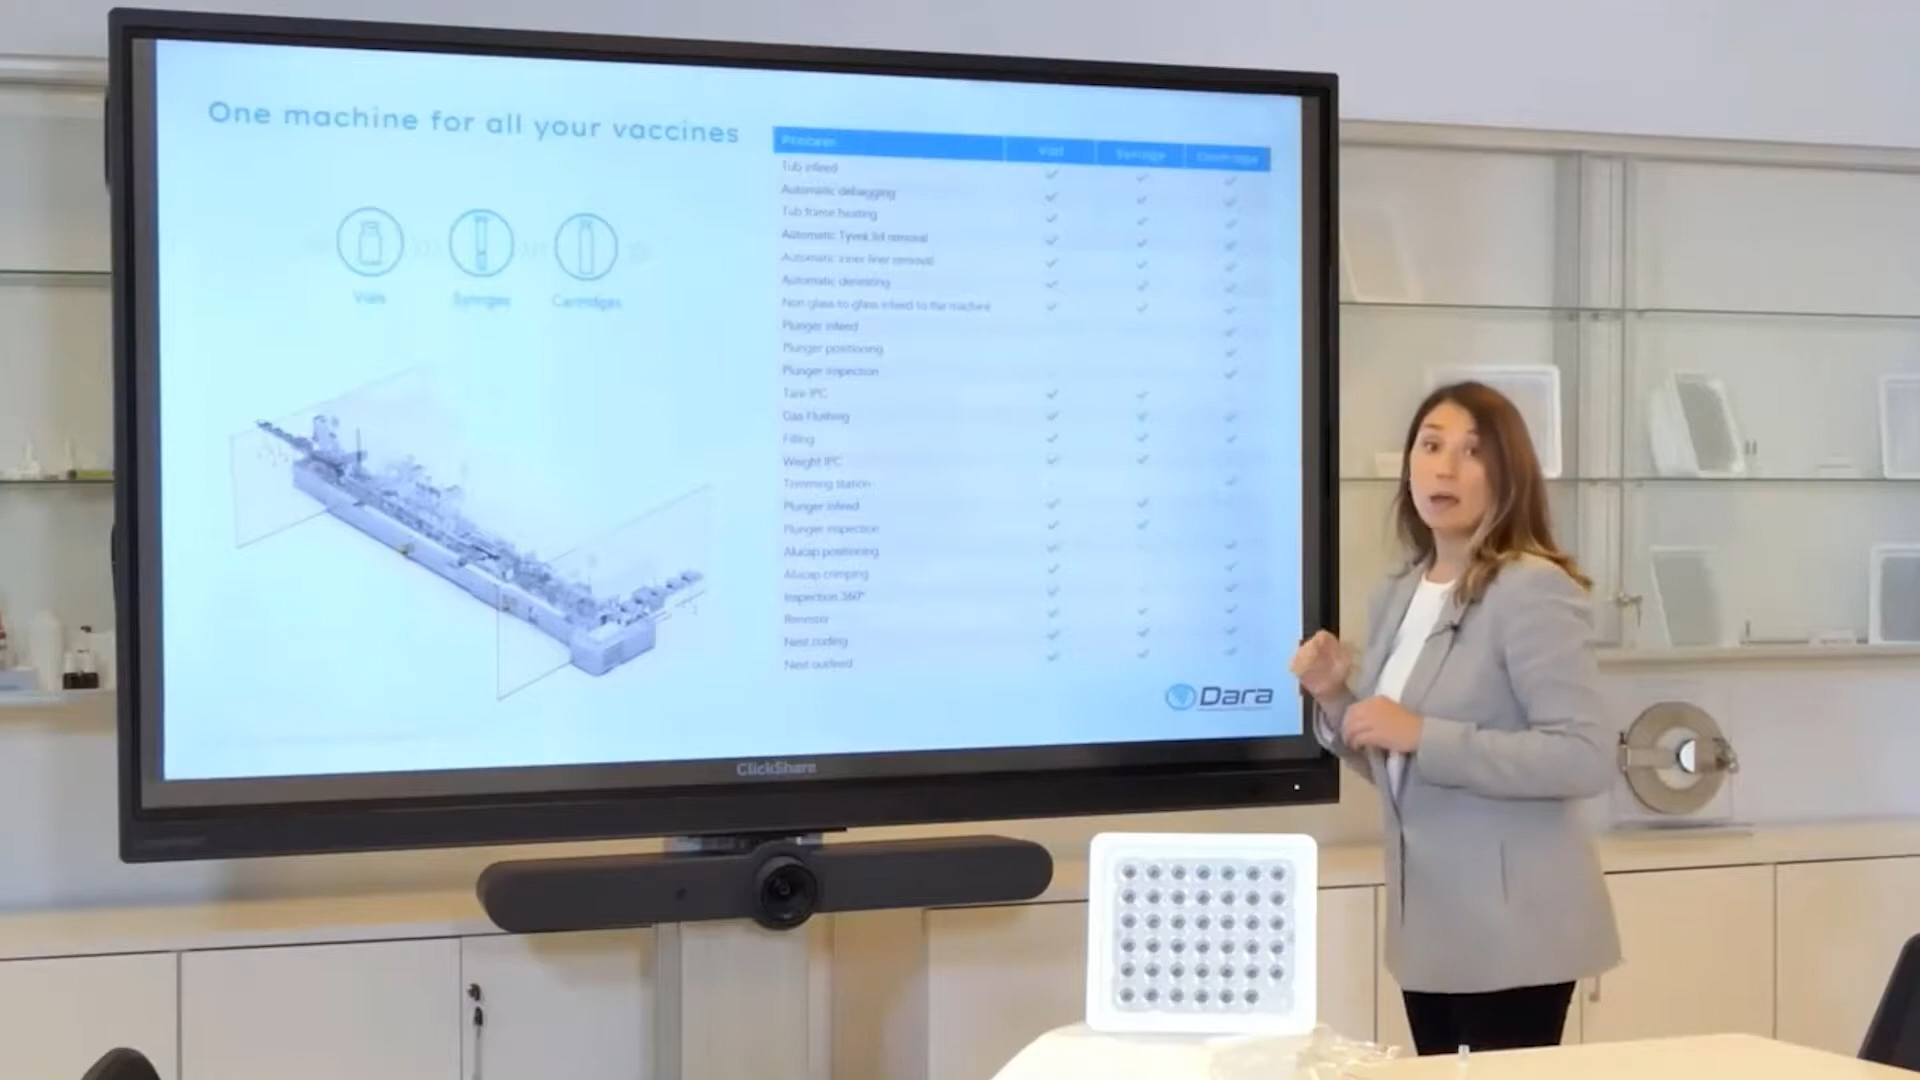 One machine for all your vaccines
Vials
Syringes
Cartridges
Process Vial Syringe Cartridge
Tub infeed
Automatic debagging
Tub frame heating
Automatic Tyvek lid removal
Automatic inner liner removal
Automatic denesting
Non glass to glass infeed to the machine
Plunger infeed
Plunger positioning
Plunger inspection
Tare IPC
Gas Flushing
Filling
Weight IPC
Trimming station
Plunger infeed
Plunger inspection
Alucap positioning
Alucap crimping
Inspection 360º
Renestor
Nest coding
Nest outfeed
Dara
ClickShare